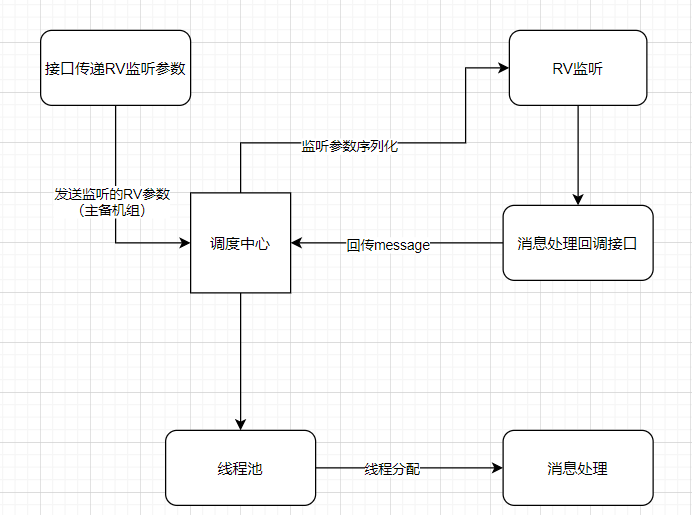 接口传递RV监听参数
RV监听
监听参数序列化
发送监听的RV参数
（主备机组）
调度中心
回传message
消息处理回调接口
线程池
线程分配
消息处理